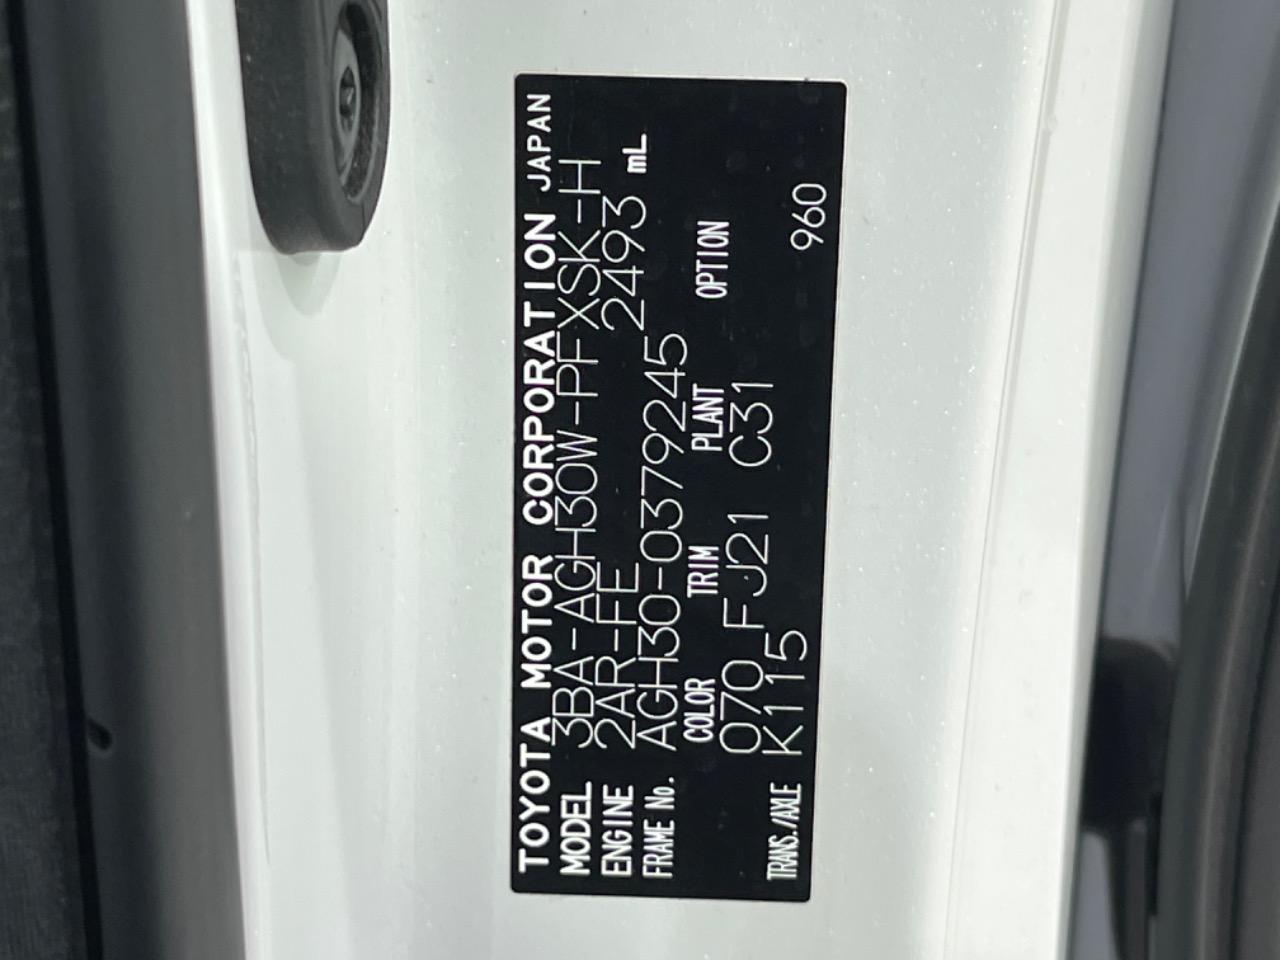 TOYOTA MOTOR CORPORATION JAPAN
MODEL 3BA-AGH30W-PFXSK-H
ENGINE 2AR-FE 2493 mL
FRAME No. AGH30-0379245
COLOR TRIM PLANT OPTION
070 FJ21 C31
TRANS./AXLE K115 960